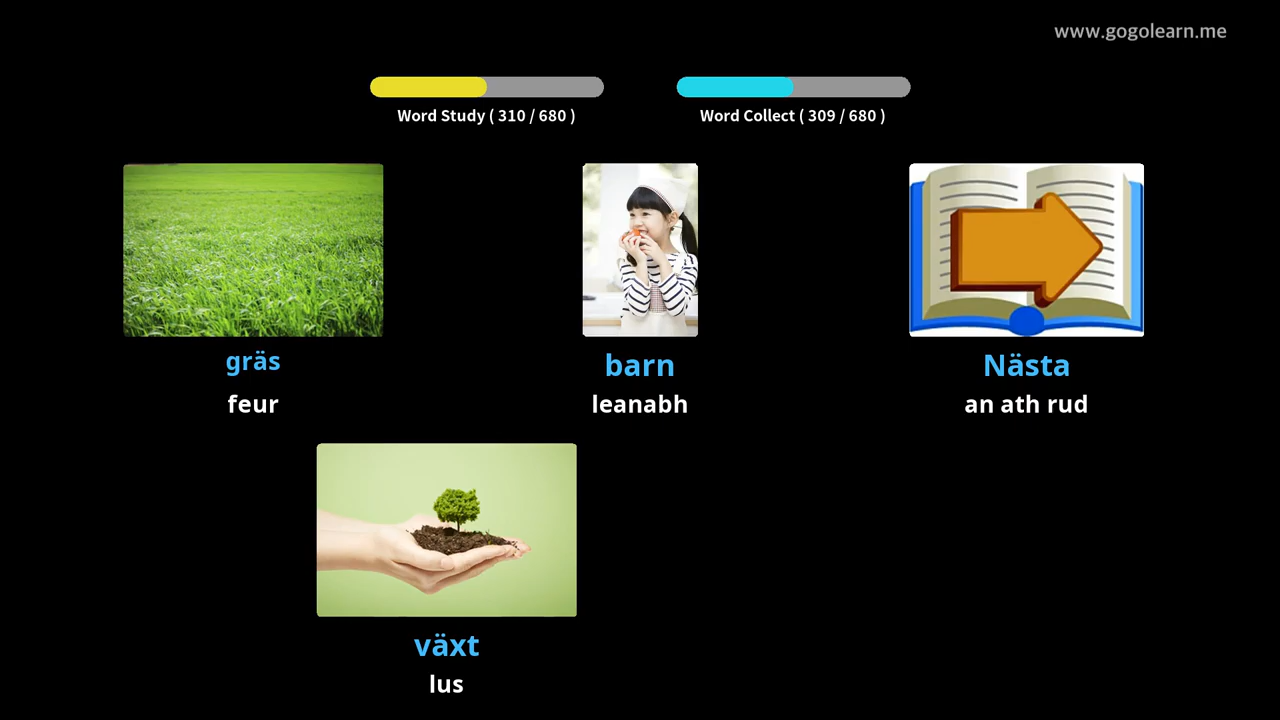 www.gogolearn.me
Word Study ( 310 / 680 )
Word Collect ( 309 / 680 )
gräs
feur
barn
leanabh
Nästa
an ath rud
växt
lus